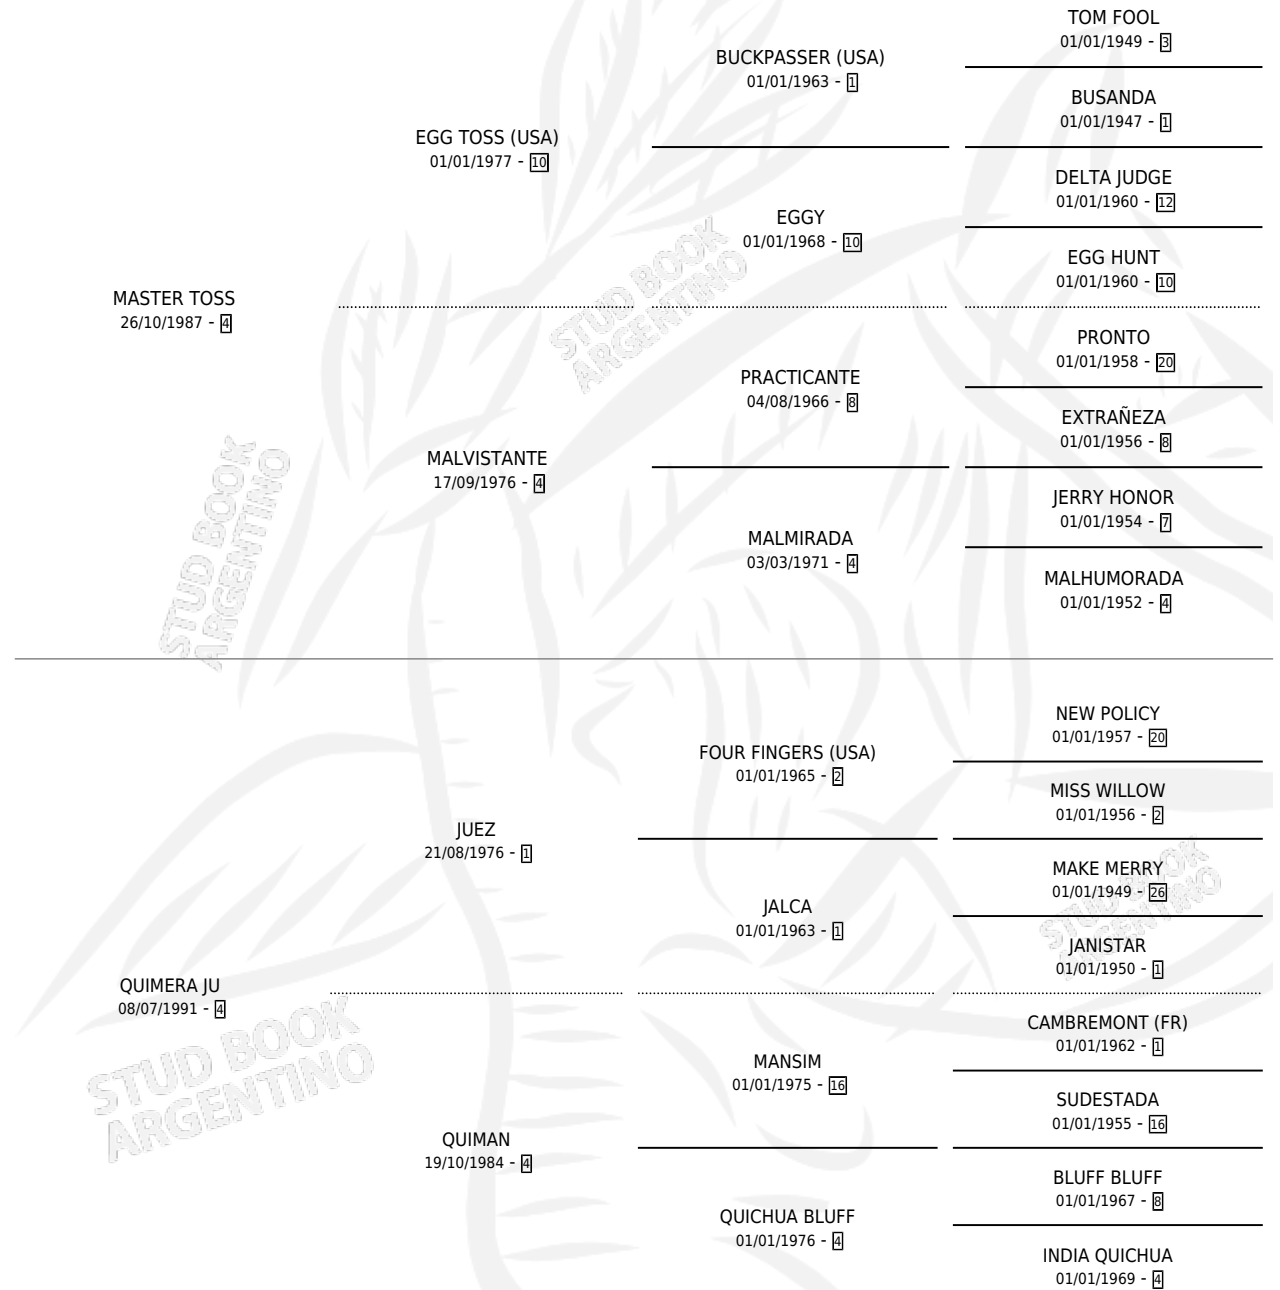 TOM FOOL
01/01/1949 - 3
BUCKPASSER (USA)
01/01/1963 - 1
BUSANDA
01/01/1947 - 1
EGG TOSS (USA)
01/01/1977 - 10
DELTA JUDGE
01/01/1960 - 12
EGGY
01/01/1968 - 10
EGG HUNT
01/01/1960 - 10
MASTER TOSS
26/10/1987 - 4
STUD BOOK
ARGENTINO
PRONTO
01/01/1958 - 20
PRACTICANTE
04/08/1966 - 8
EXTRAÑEZA
01/01/1956 - 8
MALVISTANTE
17/09/1976 - 4
JERRY HONOR
01/01/1954 - 7
MALMIRADA
03/03/1971 - 4
MALHUMORADA
01/01/1952 - 4
STUD BOOK
ARGENTINO
NEW POLICY
01/01/1957 - 20
FOUR FINGERS (USA)
01/01/1965 - 2
MISS WILLOW
01/01/1956 - 2
JUEZ
21/08/1976 - 1
MAKE MERRY
01/01/1949 - 26
JALCA
01/01/1963 - 1
JANISTAR
01/01/1950 - 1
STUD BOOK
ARGENTINO
QUIMERA JU
08/07/1991 - 4
CAMBREMONT (FR)
01/01/1962 - 1
MANSIM
01/01/1975 - 16
SUDESTADA
01/01/1955 - 16
STUD BOOK
ARGENTINO
QUIMAN
19/10/1984 - 4
BLUFF BLUFF
01/01/1967 - 8
QUICHUA BLUFF
01/01/1976 - 4
INDIA QUICHUA
01/01/1969 - 4